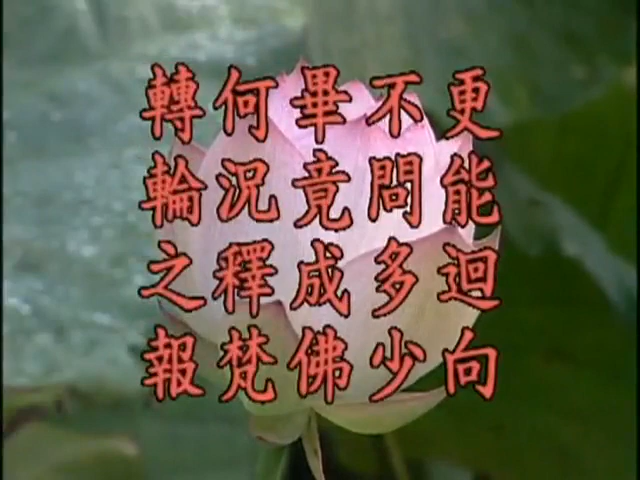 更能迴向
不問多少
畢竟成佛
何況釋梵
轉輪之報